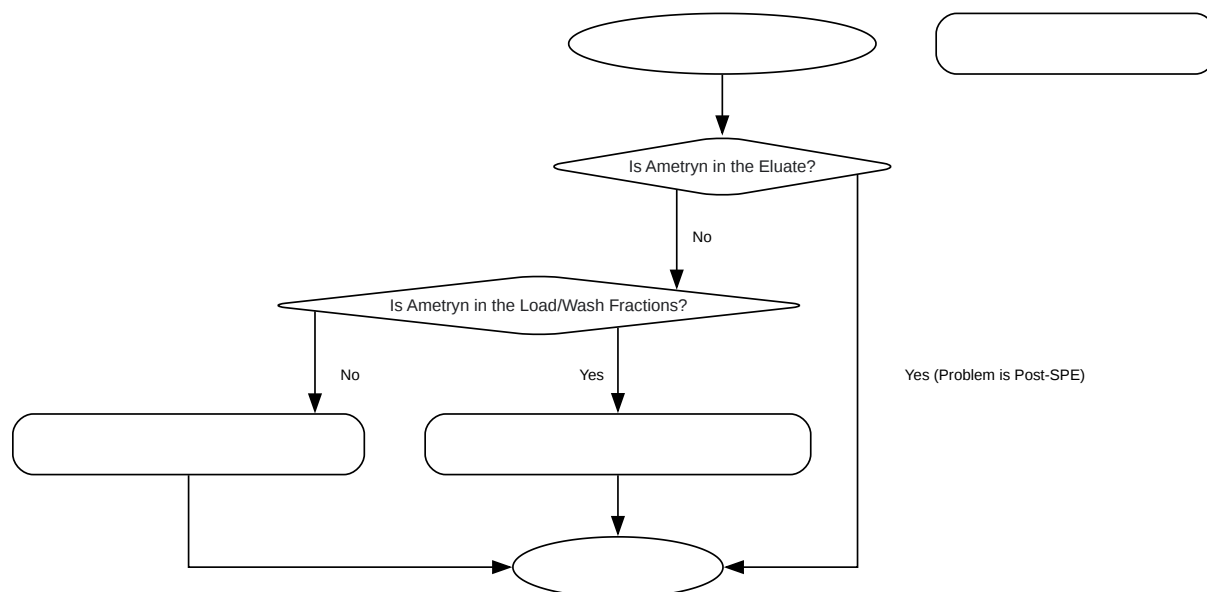 Is Ametryn in the Eluate?
No
Is Ametryn in the Load/Wash Fractions?
No
Yes
Yes (Problem is Post-SPE)